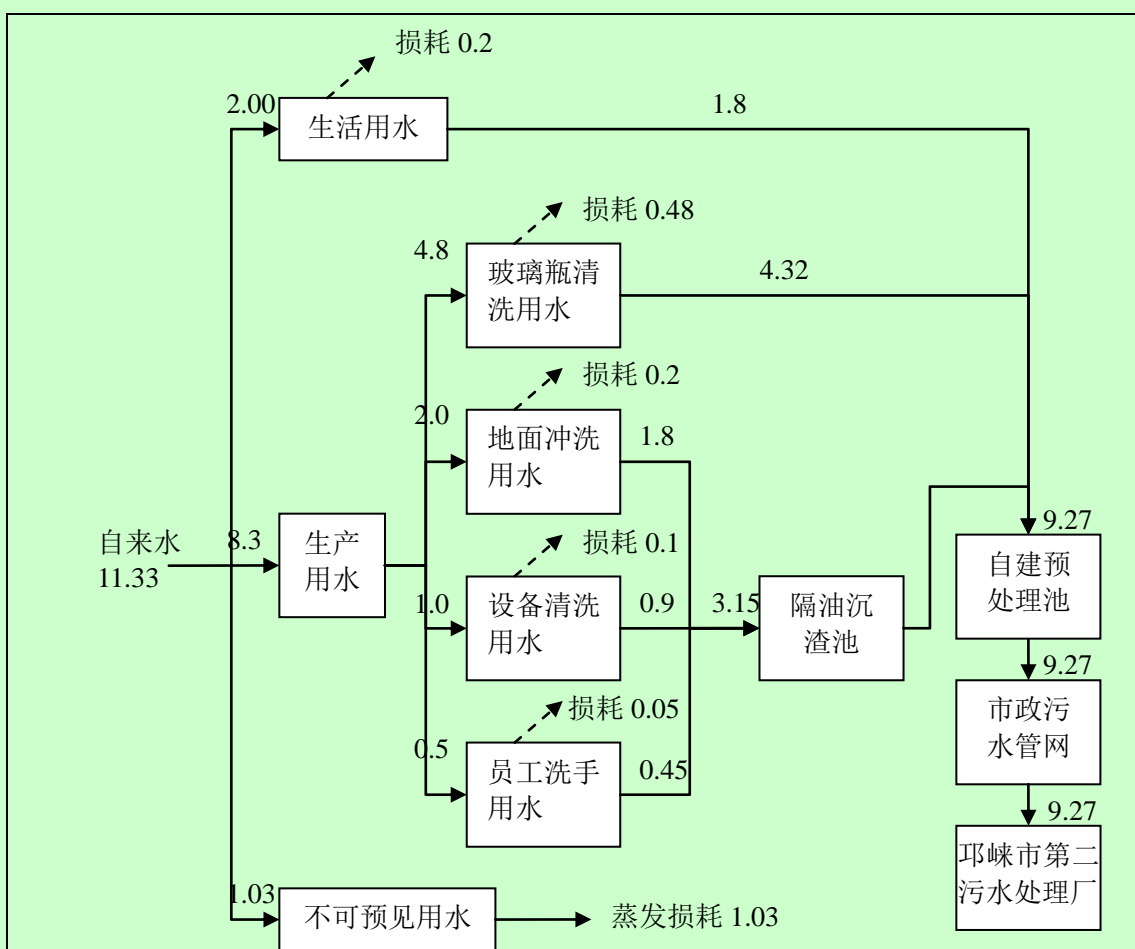 损耗 0.2
2.00
生活用水
1.8
损耗 0.48
4.8
玻璃瓶清
洗用水
4.32
损耗 0.2
2.0
地面冲洗
用水
1.8
自来水
11.33
8.3
生产
用水
损耗 0.1
1.0
设备清洗
用水
0.9
3.15
隔油沉
渣池
9.27
自建预
处理池
损耗 0.05
0.5
员工洗手
用水
0.45
9.27
市政污
水管网
9.27
邛崃市第二
污水处理厂
1.03
不可预见用水
蒸发损耗 1.03